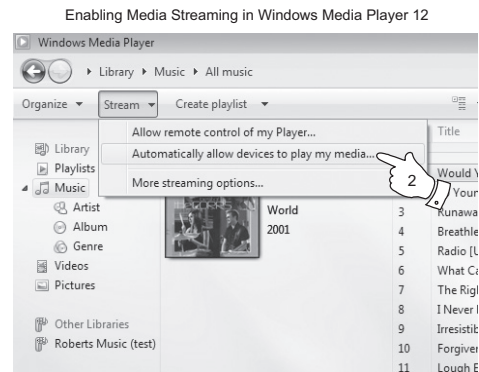 Enabling Media Streaming in Windows Media Player 12
Windows Media Player
Library Music All music
Organize Stream Create playlist
Allow remote control of my Player...
Automatically allow devices to play my media...
More streaming options...
2
Library
Playlists
Music
Artist
Album
Genre
Videos
Pictures
Other Libraries
Roberts Music (test)
World
2001
Title
Would Y
Your
3 Runawa
4 Breathle
5 Radio [U
6 What Ca
7 The Righ
8 I Never
9 Irresistib
10 Forgiven
11 Lough E